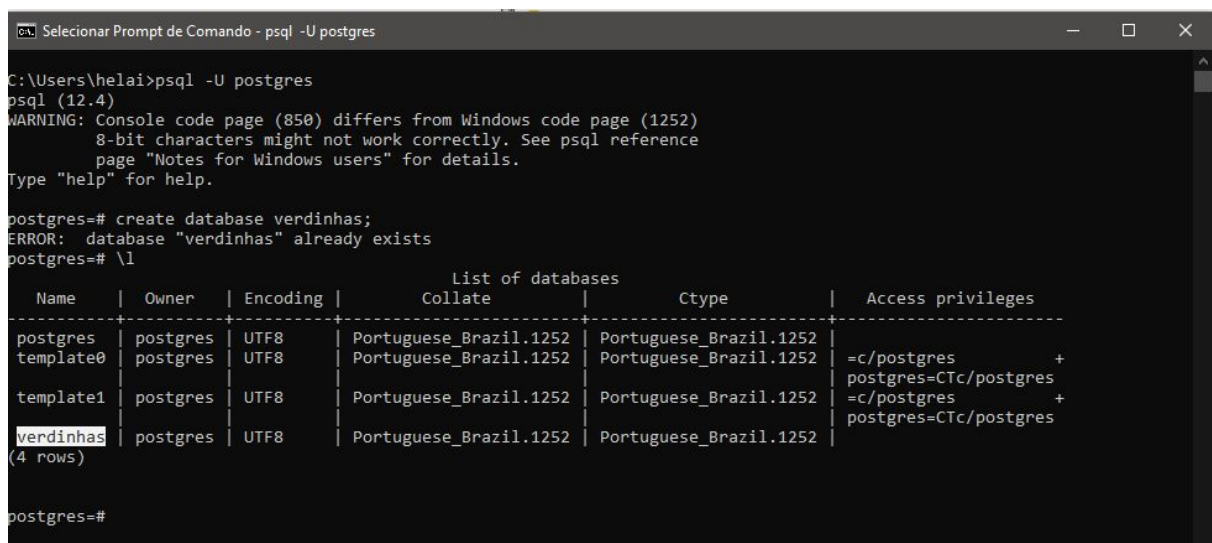 Selecionar Prompt de Comando - psql  -U postgres
C:\Users\helai>psql -U postgres
psql (12.4)
WARNING: Console code page (850) differs from Windows code page (1252)
         8-bit characters might not work correctly. See psql reference
         page "Notes for Windows users" for details.
Type "help" for help.
postgres=# create database verdinhas;
ERROR:  database "verdinhas" already exists
postgres=# \l
                                        List of databases
   Name    |  Owner   | Encoding |        Collate         |         Ctype          |   Access privileges
-----------+----------+----------+------------------------+------------------------+-----------------------
 postgres  | postgres | UTF8     | Portuguese_Brazil.1252 | Portuguese_Brazil.1252 |
 template0 | postgres | UTF8     | Portuguese_Brazil.1252 | Portuguese_Brazil.1252 | =c/postgres          +
           |          |          |                        |                        | postgres=CTc/postgres
 template1 | postgres | UTF8     | Portuguese_Brazil.1252 | Portuguese_Brazil.1252 | =c/postgres          +
           |          |          |                        |                        | postgres=CTc/postgres
 verdinhas | postgres | UTF8     | Portuguese_Brazil.1252 | Portuguese_Brazil.1252 |
(4 rows)
postgres=#